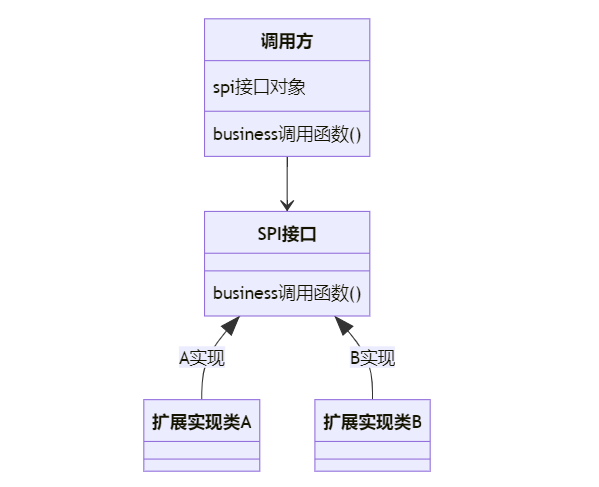 调用方
spi接口对象
business调用函数()
SPI接口
business调用函数()
A实现
B实现
扩展实现类A
扩展实现类B